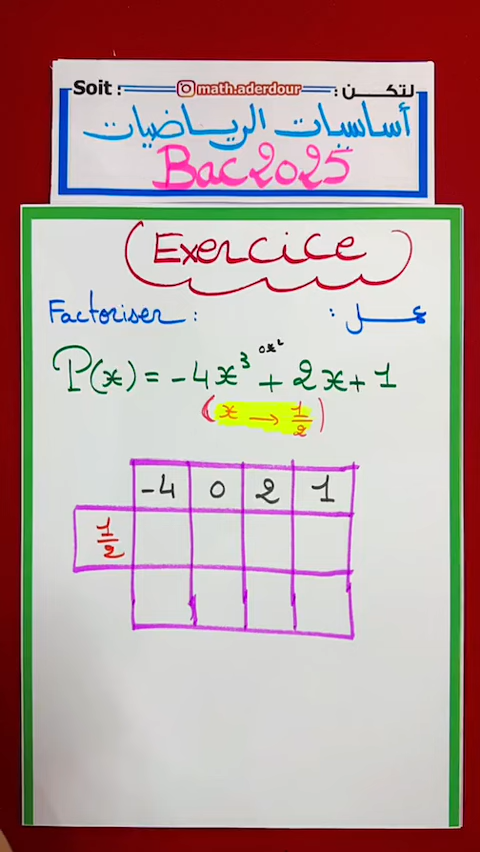 Soit : math.aderdour لتكن :
أساسيات الرياضيات
Bac2025
(Exercice)
Factoriser : عمل :
P(x) = -4x³ + 0x² + 2x + 1
(x → 1/2)
-4 0 2 1
1/2